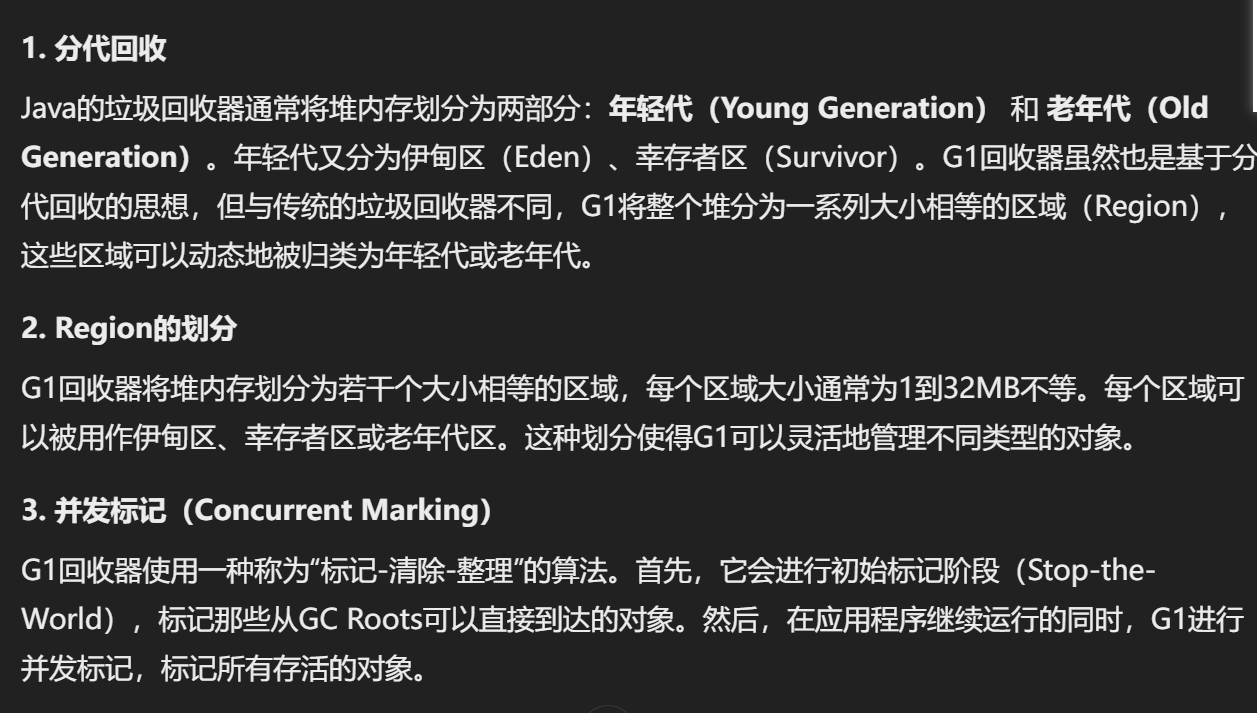 1. 分代回收
Java的垃圾回收器通常将堆内存划分为两部分：年轻代（Young Generation） 和 老年代（Old
Generation）。年轻代又分为伊甸区（Eden）、幸存者区（Survivor）。G1回收器虽然也是基于分
代回收的思想，但与传统的垃圾回收器不同，G1将整个堆分为一系列大小相等的区域（Region），
这些区域可以动态地被归类为年轻代或老年代。
2. Region的划分
G1回收器将堆内存划分为若干个大小相等的区域，每个区域大小通常为1到32MB不等。每个区域可
以被用作伊甸区、幸存者区或老年代区。这种划分使得G1可以灵活地管理不同类型的对象。
3. 并发标记（Concurrent Marking）
G1回收器使用一种称为“标记-清除-整理”的算法。首先，它会进行初始标记阶段（Stop-the-
World），标记那些从GC Roots可以直接到达的对象。然后，在应用程序继续运行的同时，G1进行
并发标记，标记所有存活的对象。